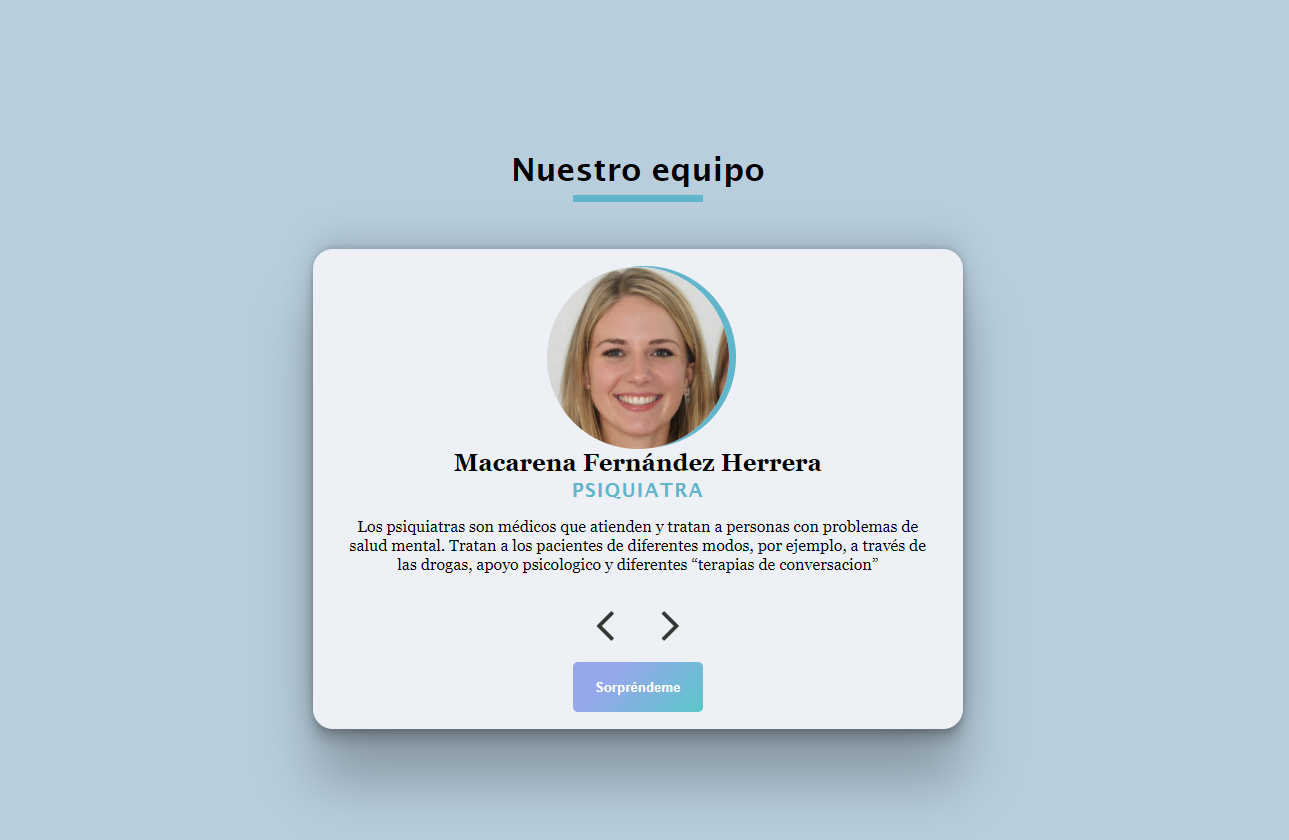 Nuestro equipo
Macarena Fernández Herrera
PSIQUIATRA
Los psiquiatras son médicos que atienden y tratan a personas con problemas de
salud mental. Tratan a los pacientes de diferentes modos, por ejemplo, a través de
las drogas, apoyo psicologico y diferentes “terapias de conversacion”
Sorpréndeme